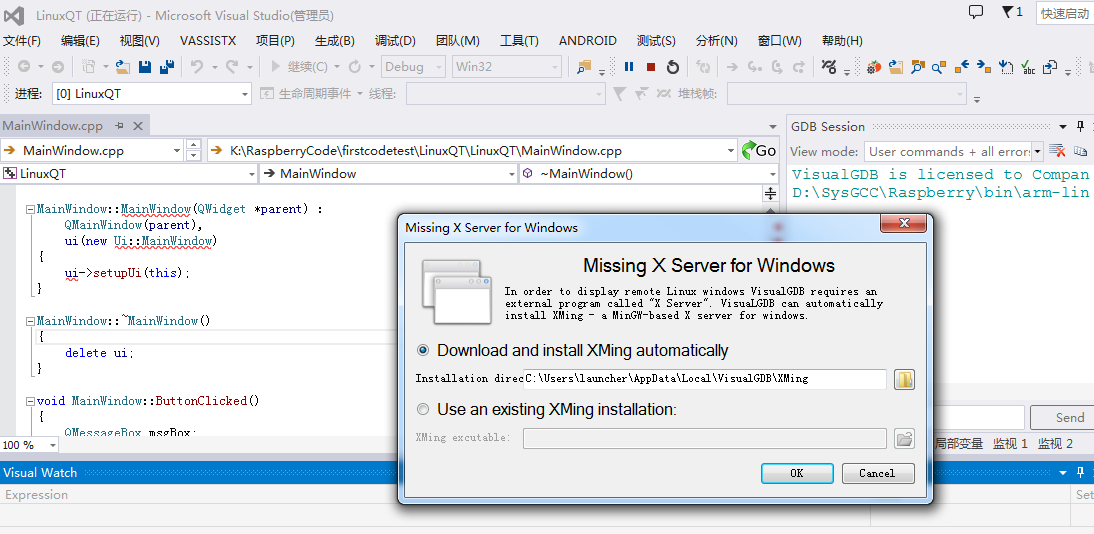 LinuxQT (正在运行) - Microsoft Visual Studio(管理员)
1
快速启动
文件(F) 编辑(E) 视图(V) VASSISTX 项目(P) 生成(B) 调试(D) 团队(M) 工具(T) ANDROID 测试(S) 分析(N) 窗口(W) 帮助(H)
继续(C) Debug Win32
abc
进程: [0] LinuxQT 生命周期事件 线程: 堆栈帧:
MainWindow.cpp
MainWindow.cpp K:\RaspberryCode\firstcodetest\LinuxQT\LinuxQT\MainWindow.cpp Go
LinuxQT MainWindow ~MainWindow()
MainWindow::MainWindow(QWidget *parent) :
QMainWindow(parent),
ui(new Ui::MainWindow)
{
ui->setupUi(this);
}
MainWindow::~MainWindow()
{
delete ui;
}
void MainWindow::ButtonClicked()
{
QMessageBox msgBox;
100 %
GDB Session
View mode: User commands + all errors
VisualGDB is licensed to Compan
D:\SysGCC\Raspberry\bin\arm-lin
Send
局部变量 监视 1 监视 2
Missing X Server for Windows
Missing X Server for Windows
In order to display remote Linux windows VisualGDB requires an
external program called "X Server". VisualGDB can automatically
install XMing - a MinGW-based X server for windows.
Download and install XMing automatically
Installation direc C:\Users\launcher\AppData\Local\VisualGDB\XMing
Use an existing XMing installation:
XMing excutable:
OK Cancel
Visual Watch
Expression
Set